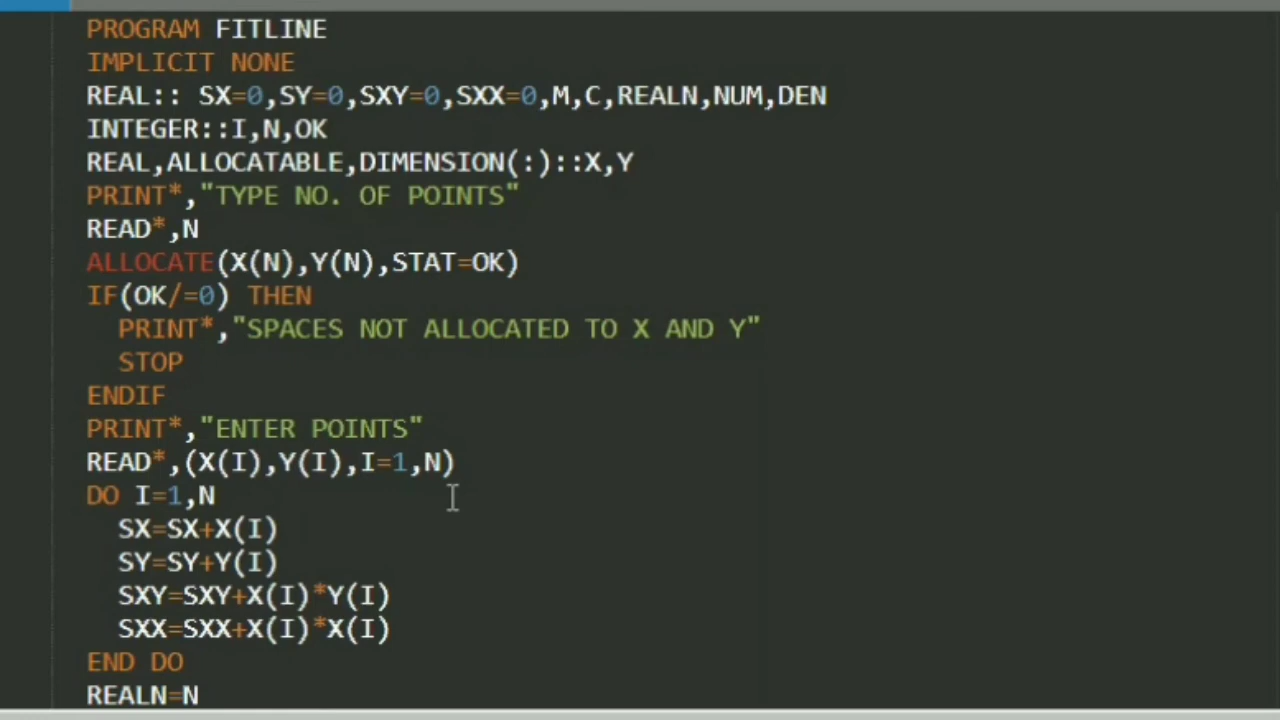 PROGRAM FITLINE
IMPLICIT NONE
REAL:: SX=0,SY=0,SXY=0,SXX=0,M,C,REALN,NUM,DEN
INTEGER::I,N,OK
REAL,ALLOCATABLE,DIMENSION(:)::X,Y
PRINT*,"TYPE NO. OF POINTS"
READ*,N
ALLOCATE(X(N),Y(N),STAT=OK)
IF(OK/=0) THEN
  PRINT*,"SPACES NOT ALLOCATED TO X AND Y"
  STOP
ENDIF
PRINT*,"ENTER POINTS"
READ*,(X(I),Y(I),I=1,N)
DO I=1,N
  SX=SX+X(I)
  SY=SY+Y(I)
  SXY=SXY+X(I)*Y(I)
  SXX=SXX+X(I)*X(I)
END DO
REALN=N